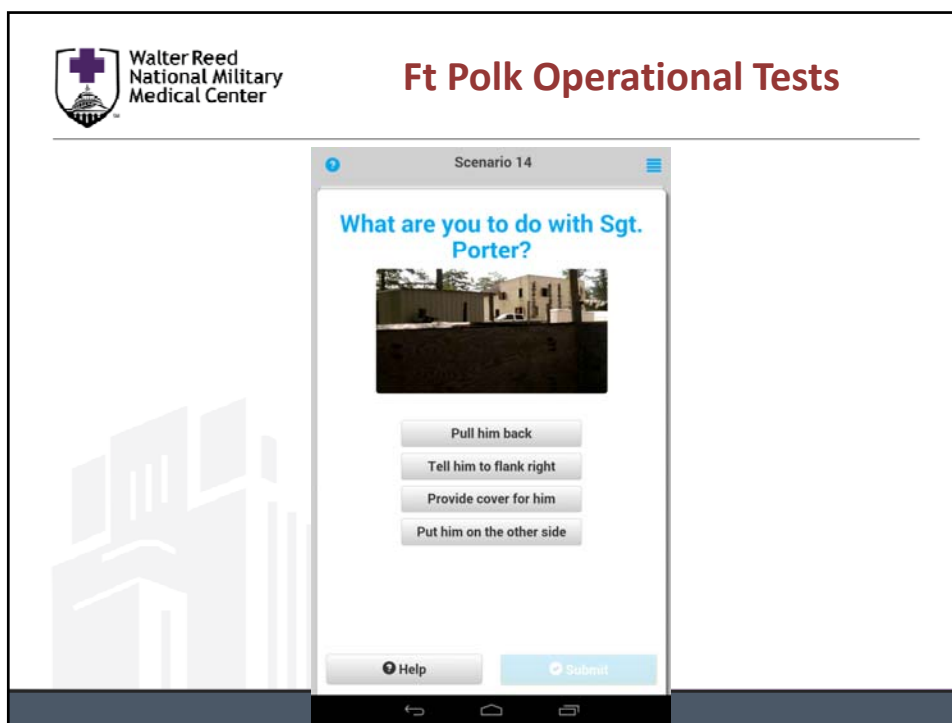 Walter Reed
National Military
Medical Center
Ft Polk Operational Tests
Scenario 14
What are you to do with Sgt.
Porter?
Pull him back
Tell him to flank right
Provide cover for him
Put him on the other side
Help
Submit